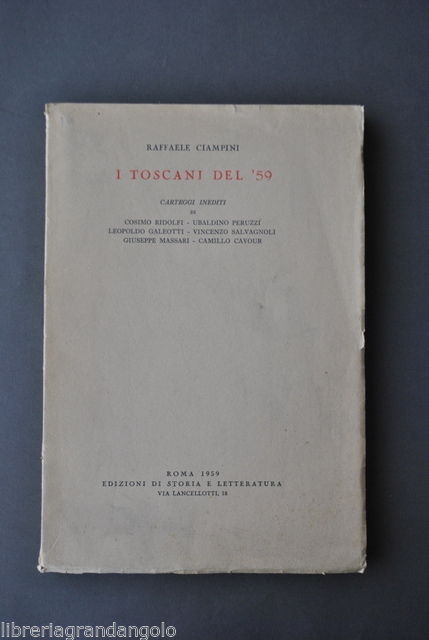 RAFFAELE CIAMPINI
I TOSCANI DEL '59
CARTEGGI INEDITI
DI
COSIMO RIDOLFI - UBALDINO PERUZZI
LEOPOLDO GALEOTTI - VINCENZO SALVAGNOLI
GIUSEPPE MASSARI - CAMILLO CAVOUR
ROMA 1959
EDIZIONI DI STORIA E LETTERATURA
VIA LANCELLOTTI, 18
libreriagrandangolo